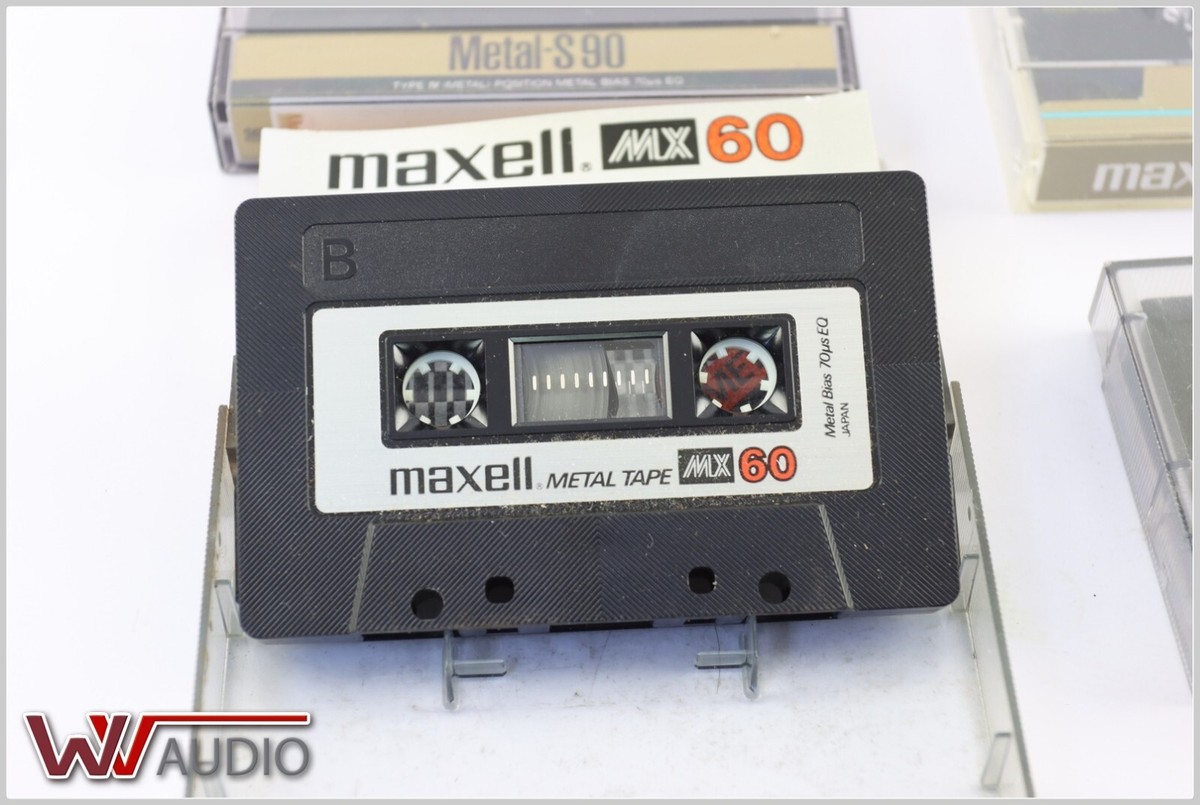 Metal-S 90
TYPE IV (METAL) POSITION METAL BIAS 70μs EQ
maxell MX 60
max
B
Metal Bias 70μs EQ
JAPAN
maxell METAL TAPE MX 60
WV AUDIO